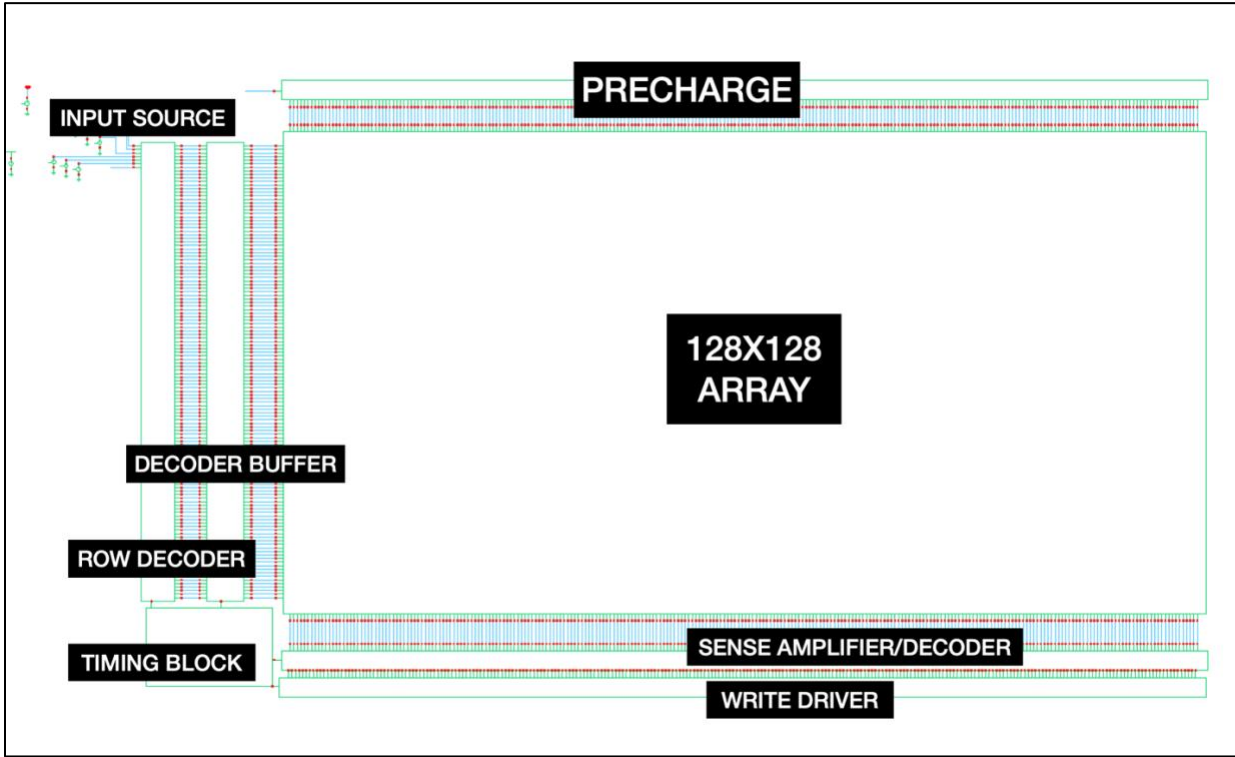 PRECHARGE
INPUT SOURCE
128X128
ARRAY
DECODER BUFFER
ROW DECODER
SENSE AMPLIFIER/DECODER
TIMING BLOCK
WRITE DRIVER